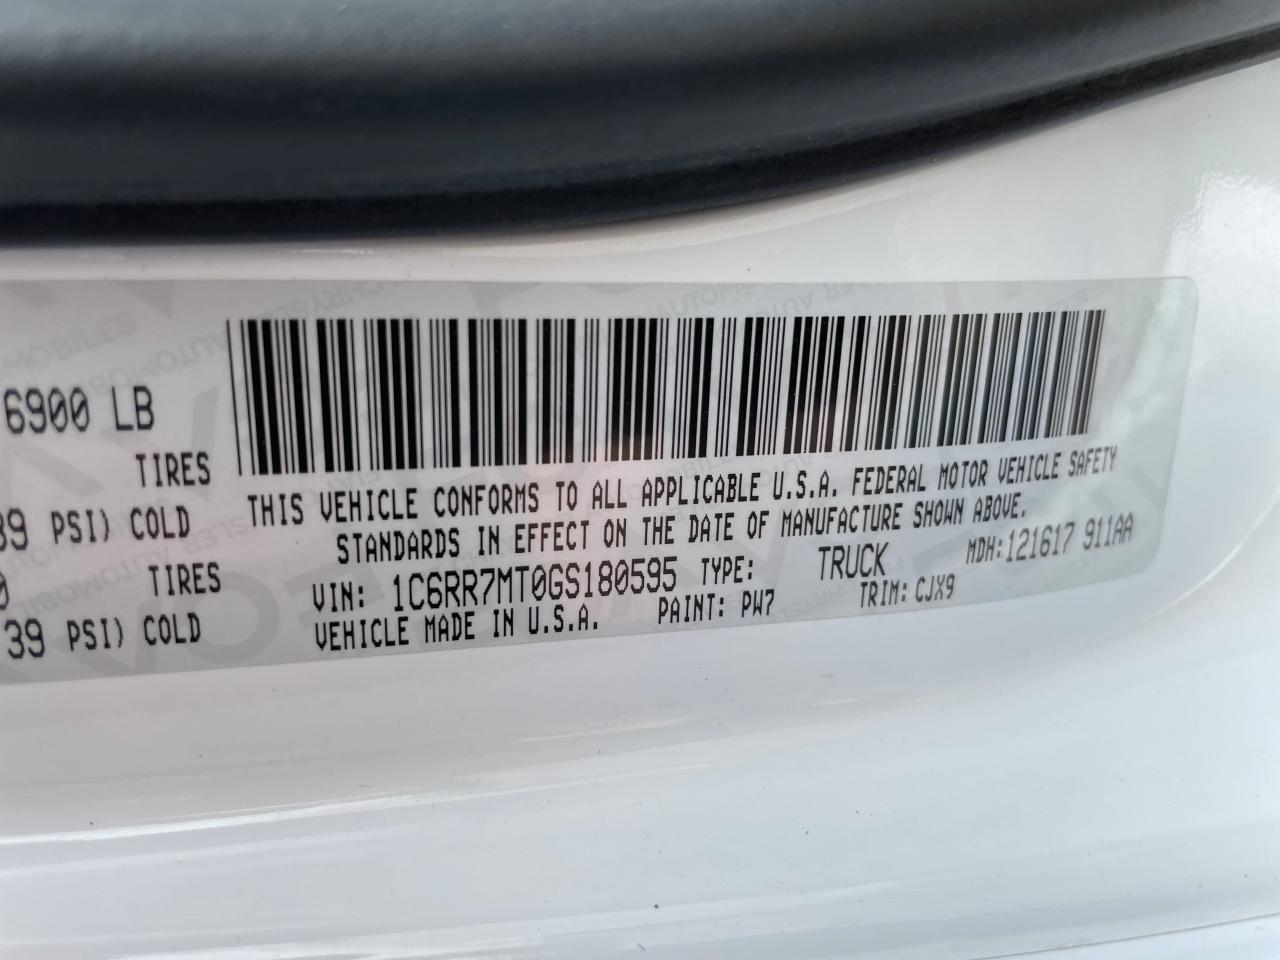 6900 LB
TIRES
39 PSI) COLD
TIRES
39 PSI) COLD
THIS VEHICLE CONFORMS TO ALL APPLICABLE U.S.A. FEDERAL MOTOR VEHICLE SAFETY
STANDARDS IN EFFECT ON THE DATE OF MANUFACTURE SHOWN ABOVE.
VIN: 1C6RR7MT0GS180595 TYPE: TRUCK MDH:121617 911AA
VEHICLE MADE IN U.S.A. PAINT: PW7 TRIM: CJX9